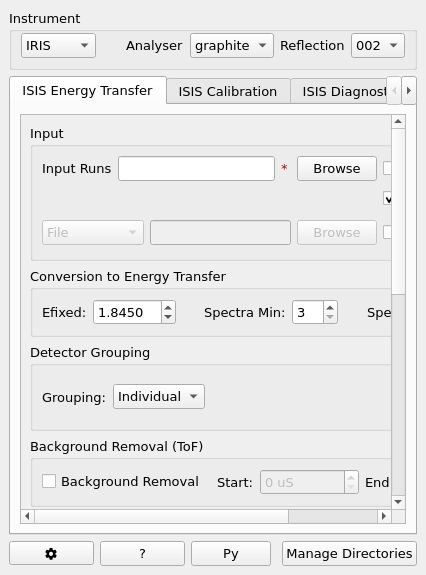 Instrument
IRIS Analyser graphite Reflection 002
ISIS Energy Transfer ISIS Calibration ISIS Diagnost
Input
Input Runs * Browse
File Browse
Conversion to Energy Transfer
Efixed: 1.8450 Spectra Min: 3 Spe
Detector Grouping
Grouping: Individual
Background Removal (ToF)
Background Removal Start: 0 uS End
? Py Manage Directories